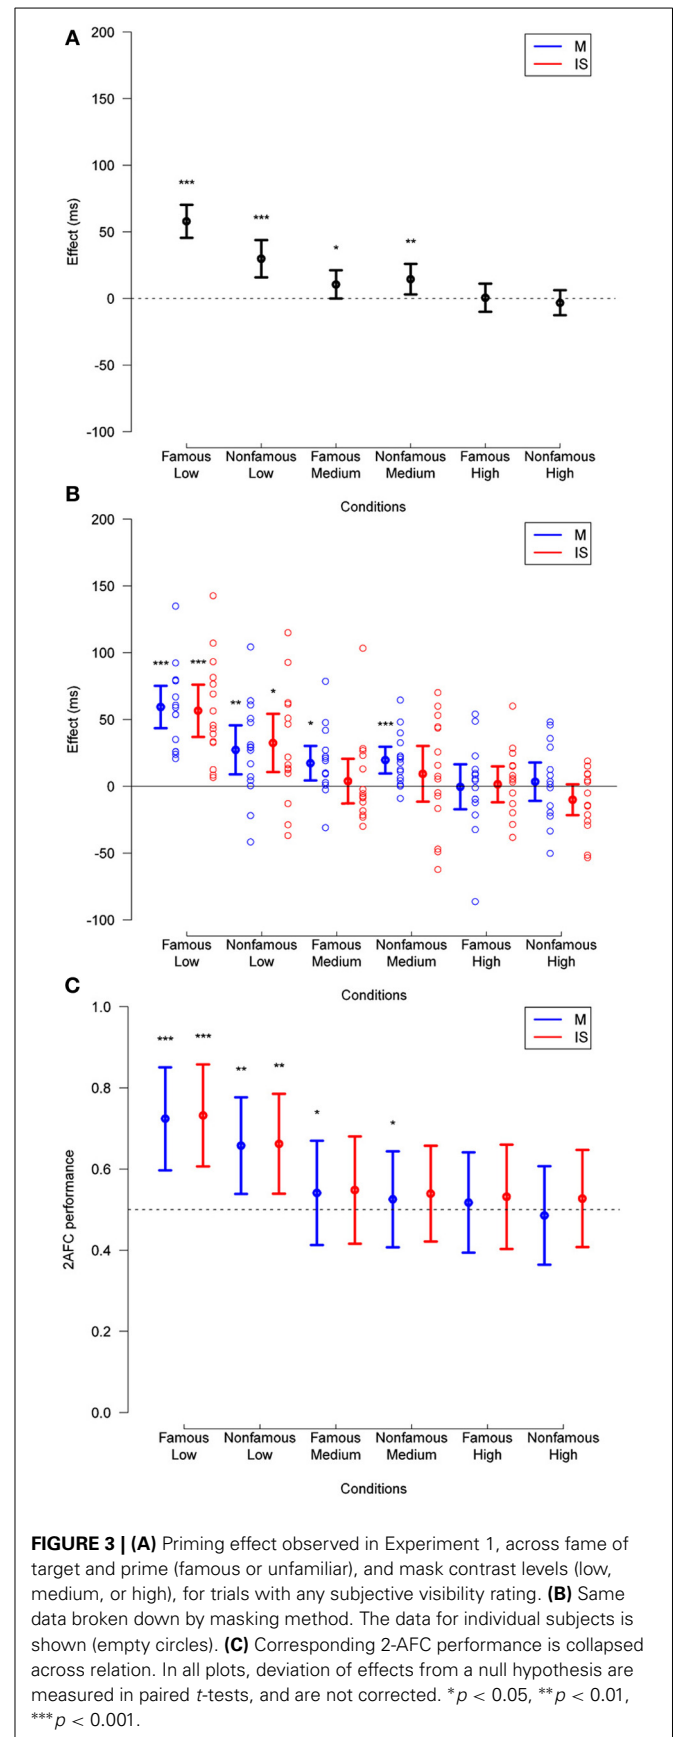 A
200
150
100
50
0
-50
-100
Effect (ms)
M
IS
***
***
*
**
Famous Low
Nonfamous Low
Famous Medium
Nonfamous Medium
Famous High
Nonfamous High
Conditions
B
200
150
100
50
0
-50
-100
Effect (ms)
M
IS
***
***
**
*
*
***
Famous Low
Nonfamous Low
Famous Medium
Nonfamous Medium
Famous High
Nonfamous High
Conditions
C
1.0
0.8
0.6
0.4
0.2
0.0
2AFC performance
M
IS
***
***
**
**
*
*
Famous Low
Nonfamous Low
Famous Medium
Nonfamous Medium
Famous High
Nonfamous High
Conditions
FIGURE 3 | (A) Priming effect observed in Experiment 1, across fame of
target and prime (famous or unfamiliar), and mask contrast levels (low,
medium, or high), for trials with any subjective visibility rating. (B) Same
data broken down by masking method. The data for individual subjects is
shown (empty circles). (C) Corresponding 2-AFC performance is collapsed
across relation. In all plots, deviation of effects from a null hypothesis are
measured in paired t-tests, and are not corrected. *p < 0.05, **p < 0.01,
***p < 0.001.